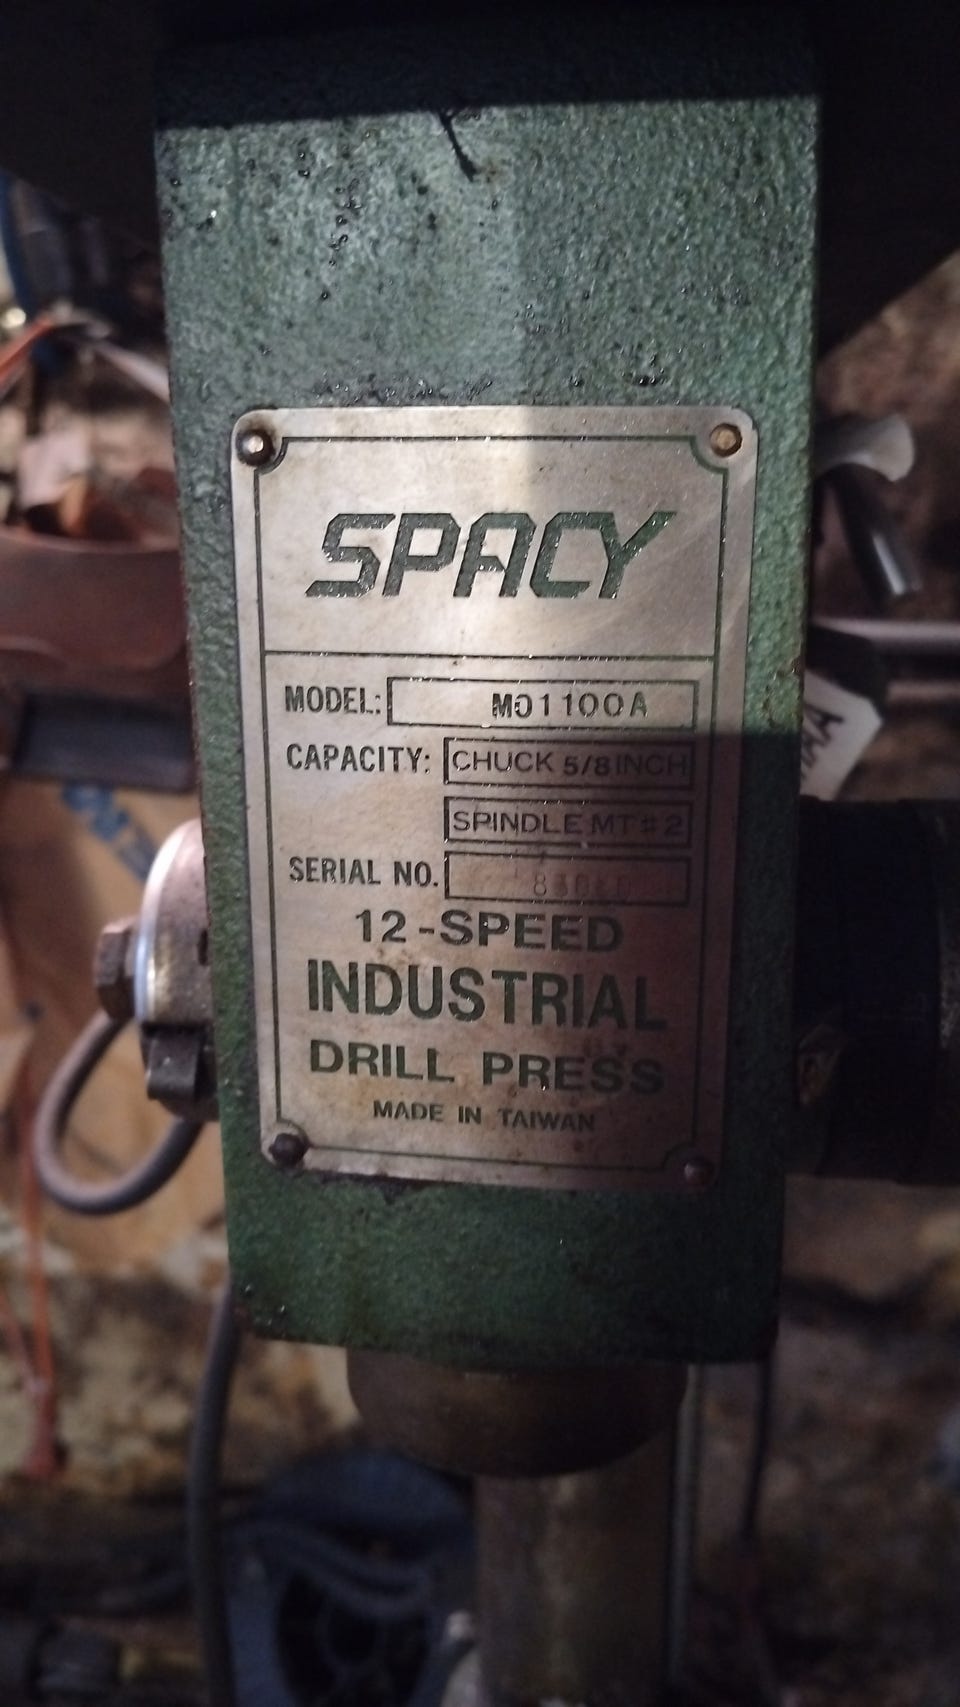 SPACY
MODEL: MO1100A
CAPACITY: CHUCK 5/8 INCH
SPINDLE MT #2
SERIAL NO.
12-SPEED
INDUSTRIAL
DRILL PRESS
MADE IN TAIWAN